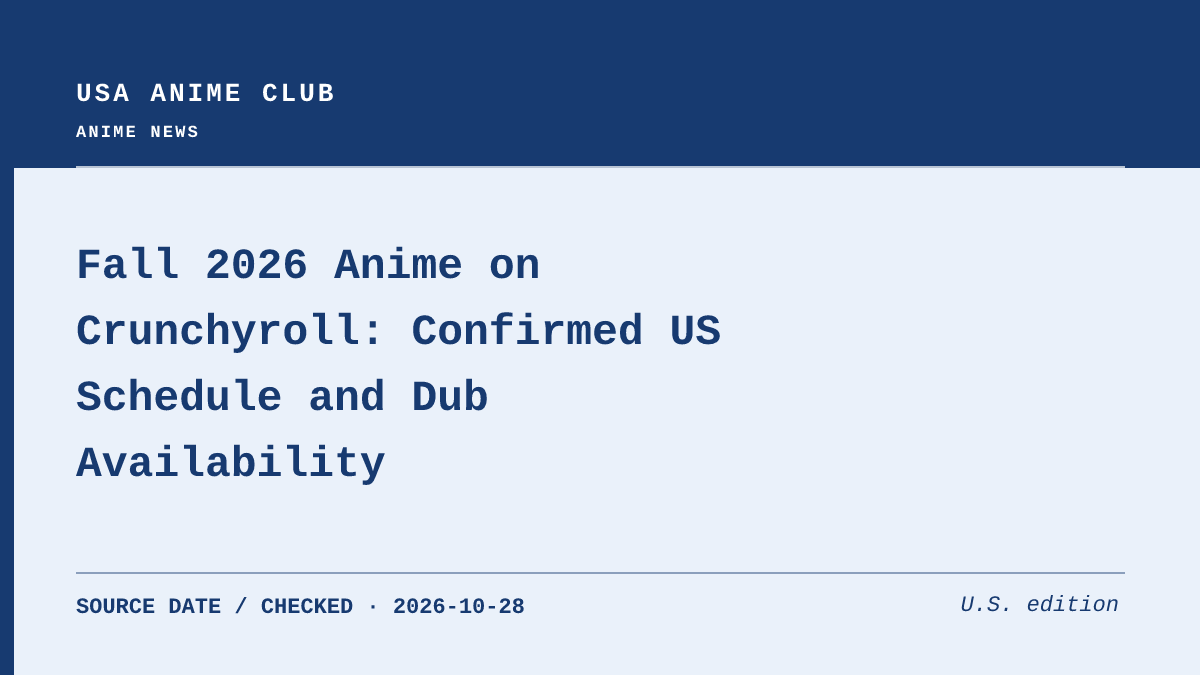 USA ANIME CLUB
ANIME NEWS
Fall 2026 Anime on
Crunchyroll: Confirmed US
Schedule and Dub
Availability
SOURCE DATE / CHECKED · 2026-10-28
U.S. edition